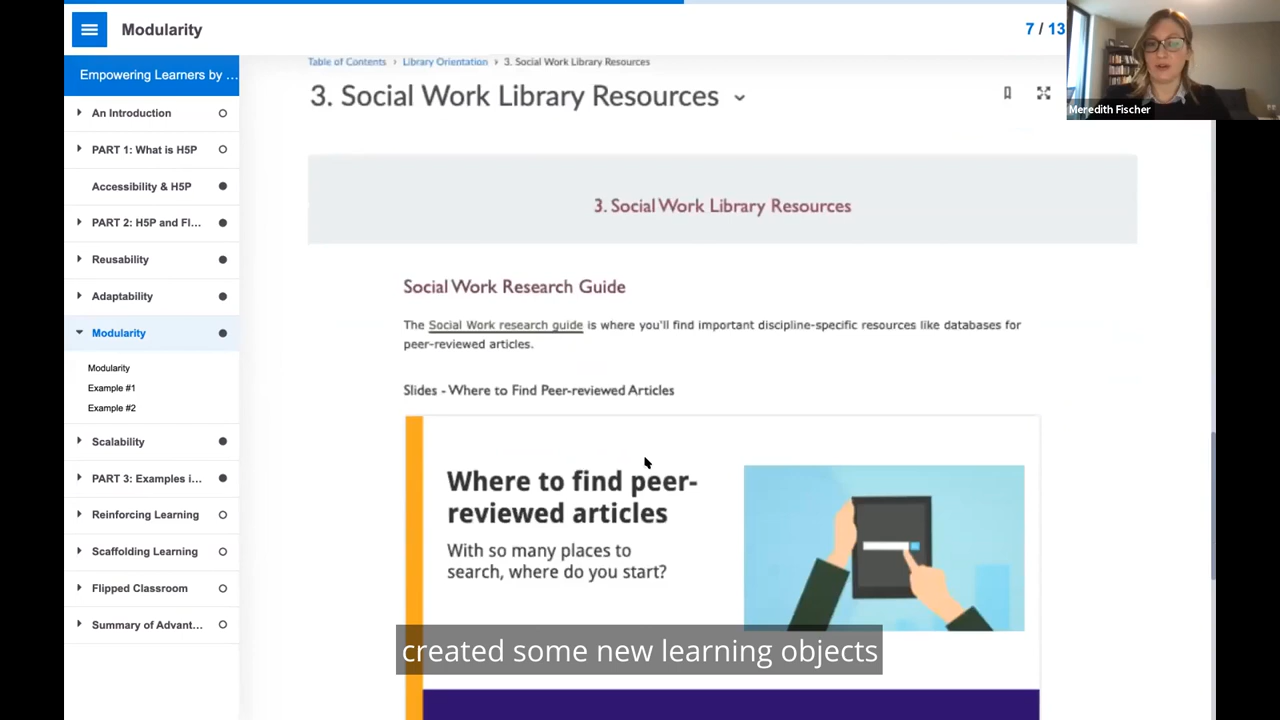 Modularity
7 / 13
Meredith Fischer
Empowering Learners by ...
An Introduction
PART 1: What is H5P
Accessibility & H5P
PART 2: H5P and Fl...
Reusability
Adaptability
Modularity
Modularity
Example #1
Example #2
Scalability
PART 3: Examples i...
Reinforcing Learning
Scaffolding Learning
Flipped Classroom
Summary of Advant...
Table of Contents › Library Orientation › 3. Social Work Library Resources
3. Social Work Library Resources
3. Social Work Library Resources
Social Work Research Guide
The Social Work research guide is where you'll find important discipline-specific resources like databases for
peer-reviewed articles.
Slides - Where to Find Peer-reviewed Articles
Where to find peer-
reviewed articles
With so many places to
search, where do you start?
created some new learning objects